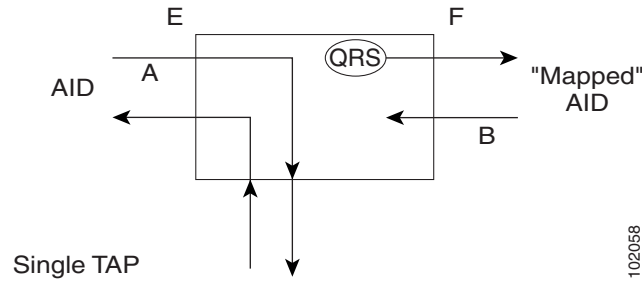 E
F
A
QRS
AID
"Mapped"
AID
B
Single TAP
102058